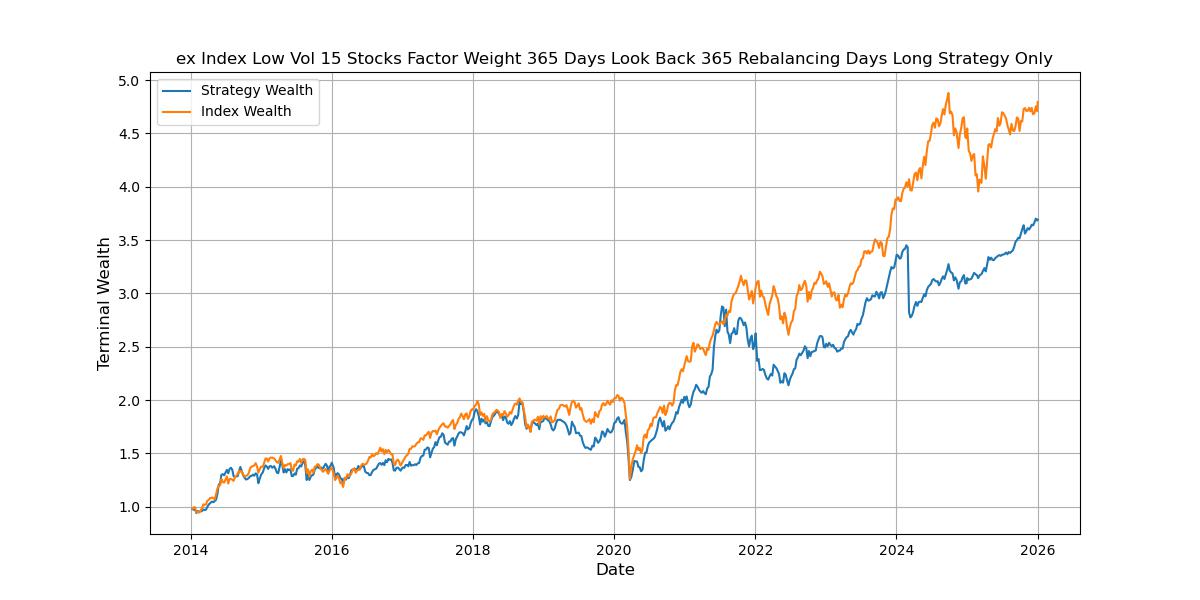 ex Index Low Vol 15 Stocks Factor Weight 365 Days Look Back 365 Rebalancing Days Long Strategy Only
Strategy Wealth
Index Wealth
Terminal Wealth
5.0
4.5
4.0
3.5
3.0
2.5
2.0
1.5
1.0
2014 2016 2018 2020 2022 2024 2026
Date